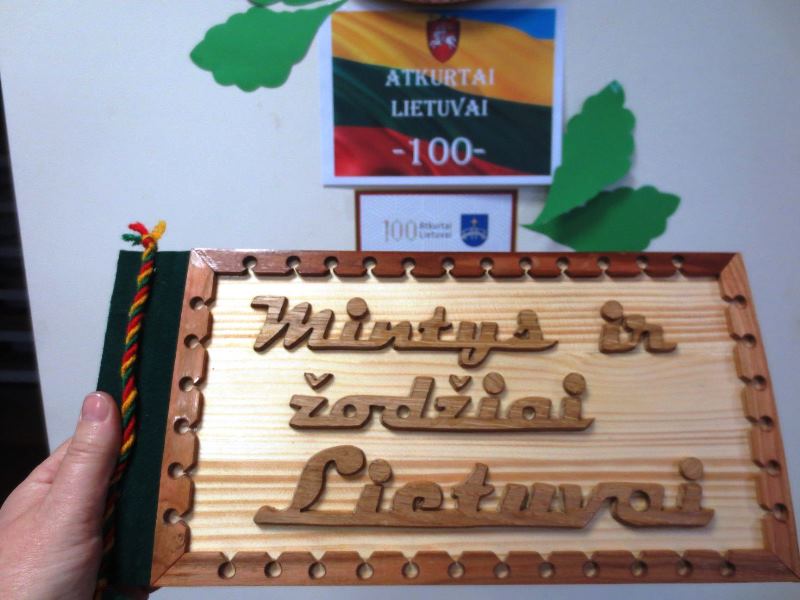 ATKURTAI
LIETUVAI
-100-
100 Atkurtai
Lietuvai
Mintys ir
žodžiai
Lietuvai